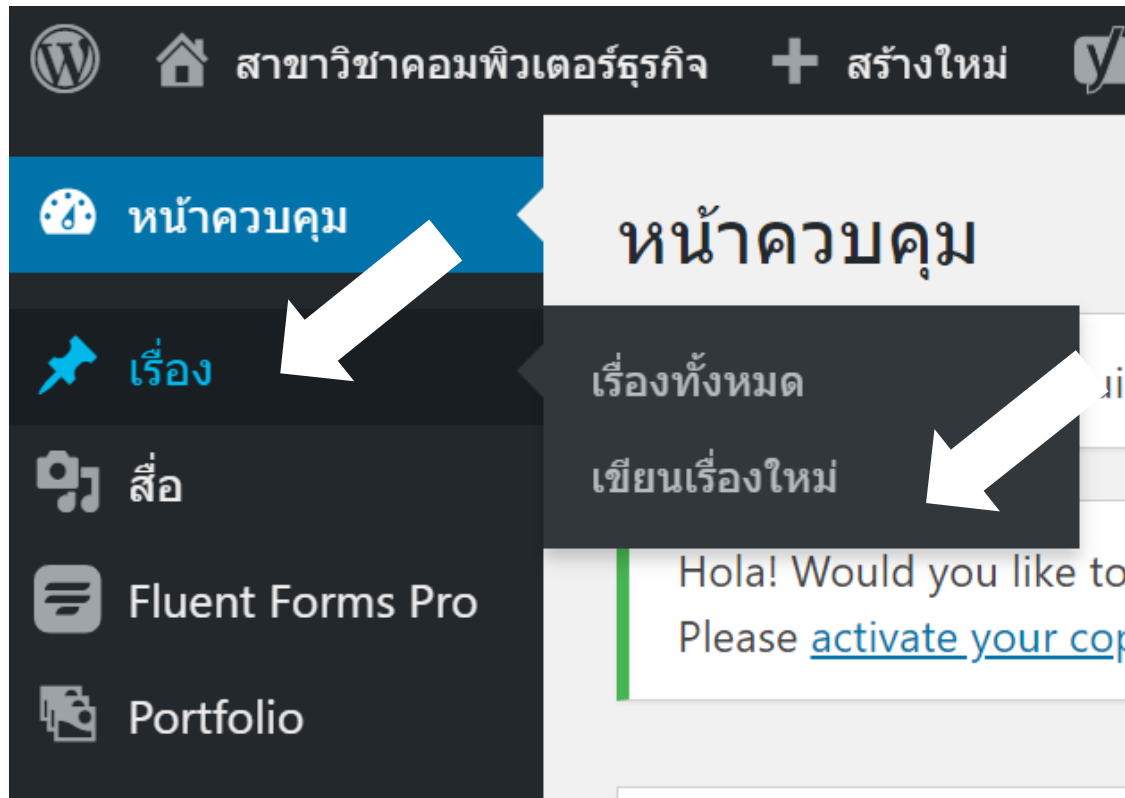 สาขาวิชาคอมพิวเตอร์ธุรกิจ
สร้างใหม่
หน้าควบคุม
หน้าควบคุม
เรื่อง
เรื่องทั้งหมด
เขียนเรื่องใหม่
สื่อ
Hola! Would you like to
Fluent Forms Pro
Please activate your
Portfolio